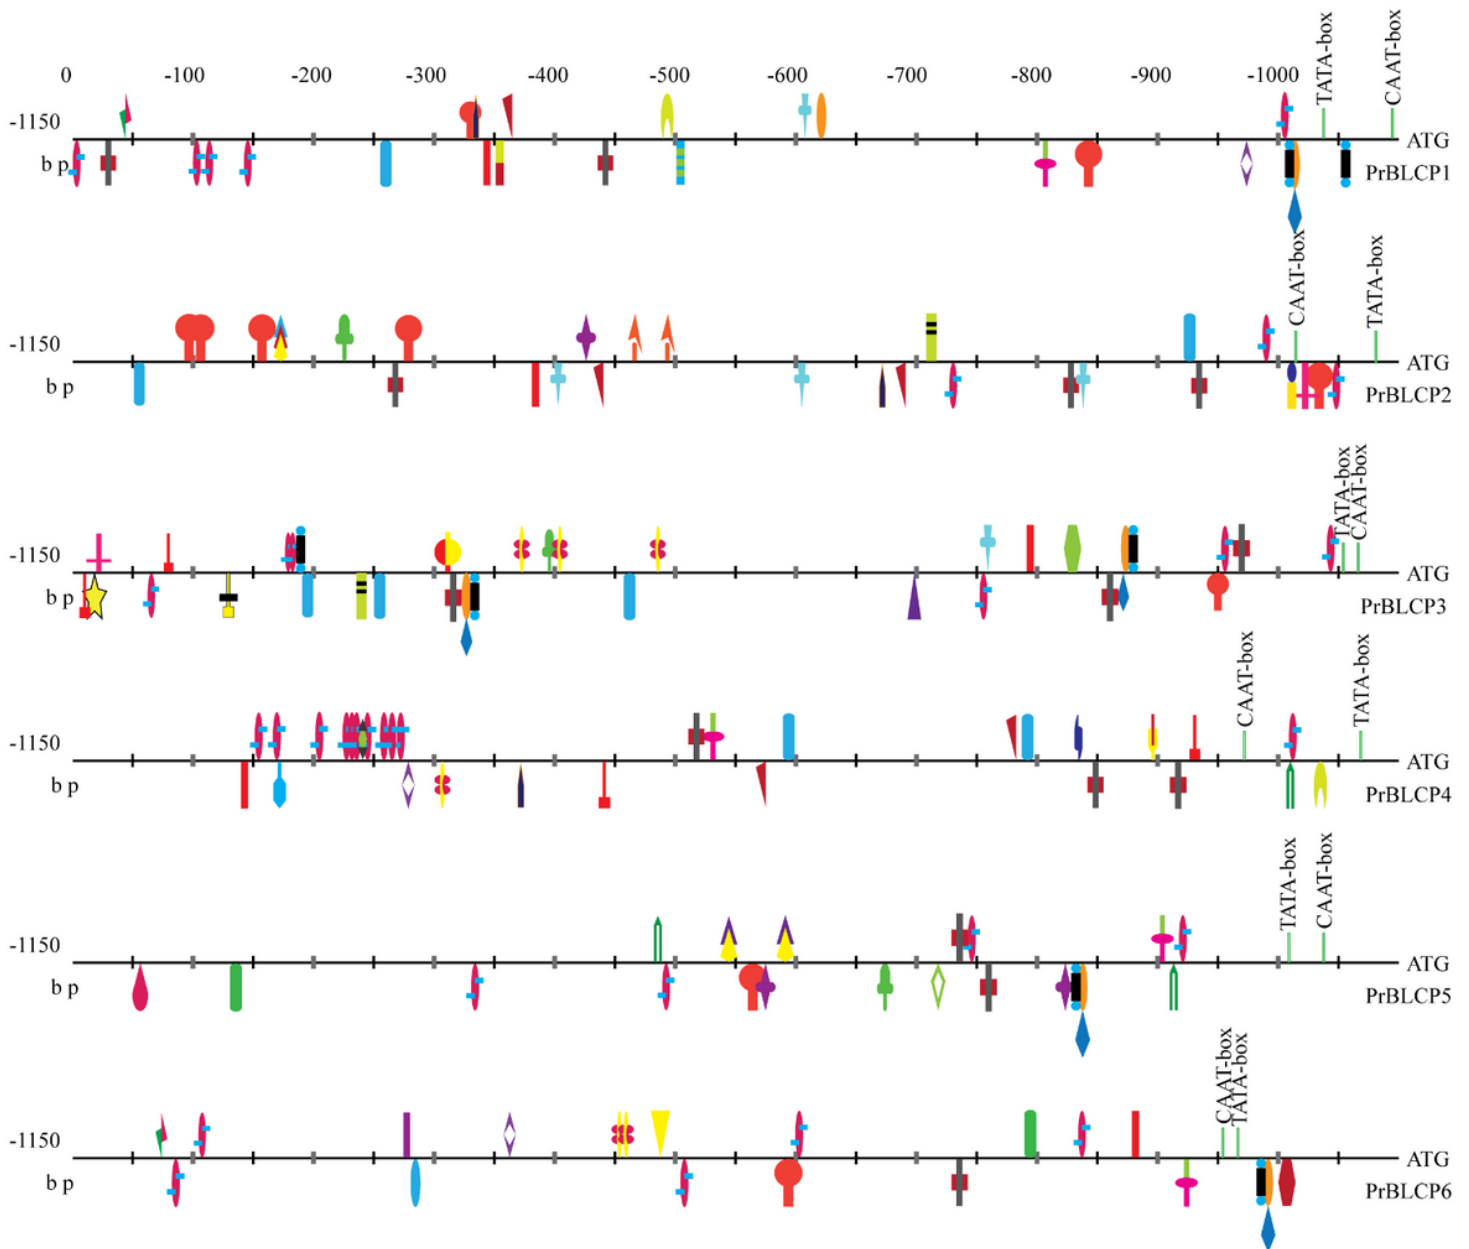 0 -100 -200 -300 -400 -500 -600 -700 -800 -900 -1000 TATA-box CAAT-box
-1150 ATG
b p PrBLCP1
CAAT-box TATA-box
-1150 ATG
b p PrBLCP2
TATA-box CAAT-box
-1150 ATG
b p PrBLCP3
CAAT-box TATA-box
-1150 ATG
b p PrBLCP4
TATA-box CAAT-box
-1150 ATG
b p PrBLCP5
CAAT-box TATA-box
-1150 ATG
b p PrBLCP6